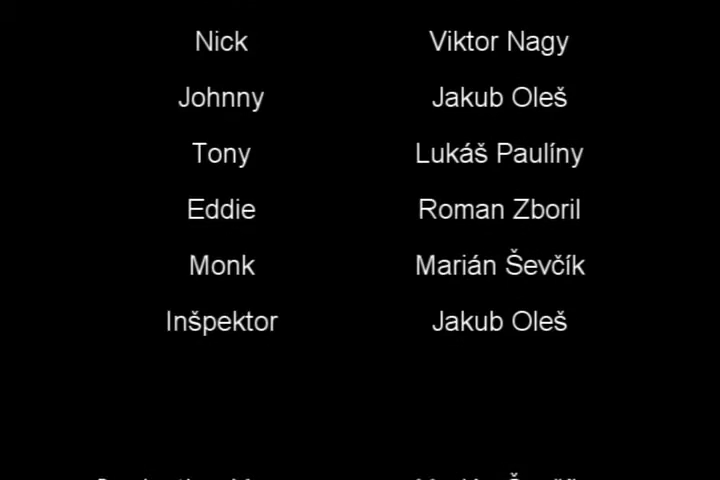 Nick Viktor Nagy
Johnny Jakub Oleš
Tony Lukáš Paulíny
Eddie Roman Zboril
Monk Marián Ševčík
Inšpektor Jakub Oleš